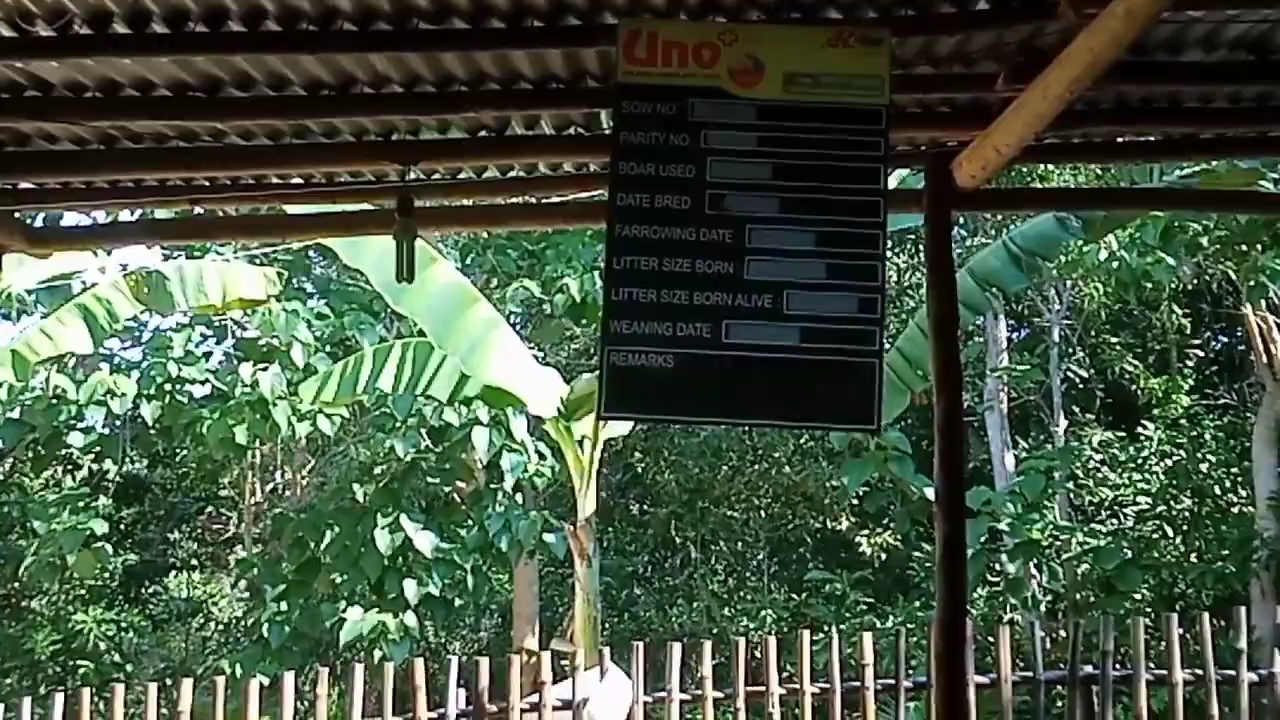 Uno+
SOW NO
PARITY NO.
BOAR USED
DATE BRED
FARROWING DATE
LITTER SIZE BORN
LITTER SIZE BORN ALIVE :
WEANING DATE
REMARKS